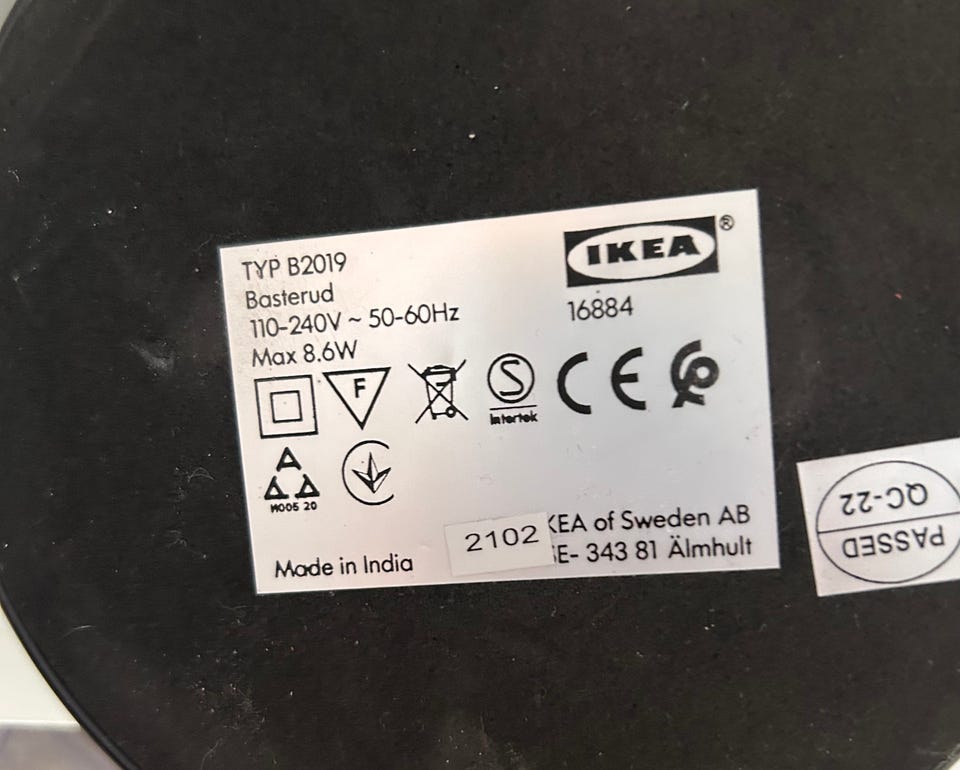 TYP B2019
Basterud
110-240V ~ 50-60Hz
Max 8.6W
IKEA®
16884
F
S
Intertek
CE
M005 20
Made in India
2102
KEA of Sweden AB
E- 343 81 Älmhult
PASSED
QC-22